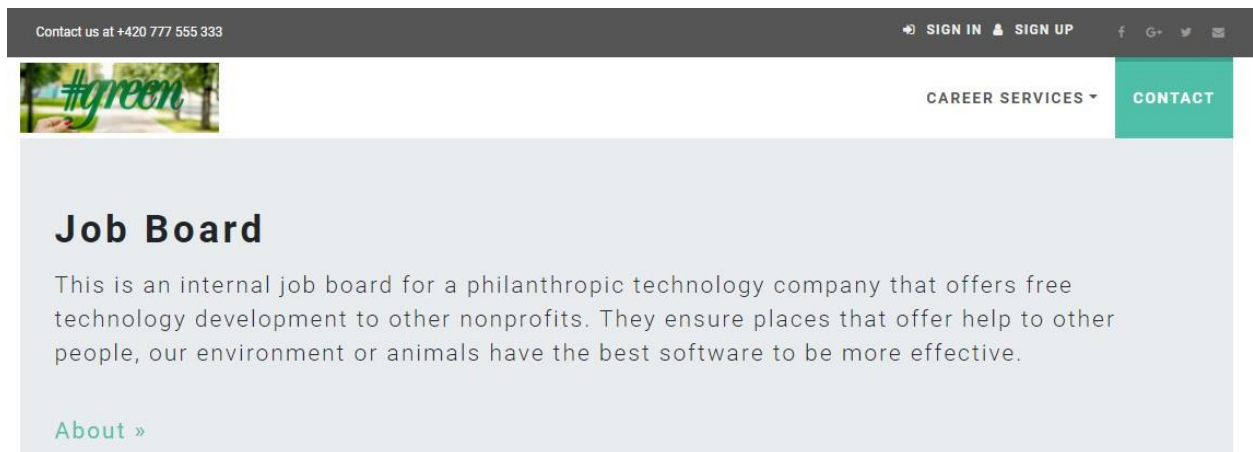 Contact us at +420 777 555 333
SIGN IN SIGN UP
#green
CAREER SERVICES
CONTACT
Job Board
This is an internal job board for a philanthropic technology company that offers free
technology development to other nonprofits. They ensure places that offer help to other
people, our environment or animals have the best software to be more effective.
About »